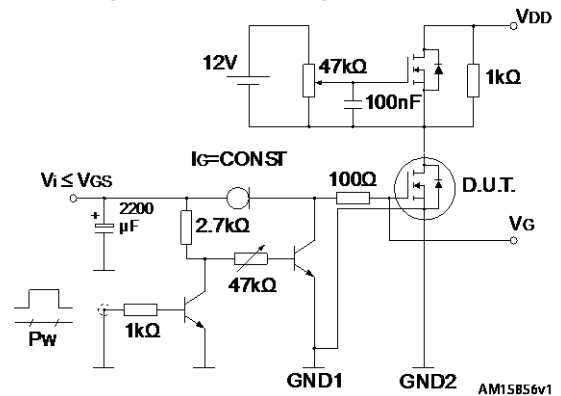 VDD
12V
47kΩ
1kΩ
100nF
IG=CONST
Vi ≤ VGS
100Ω
D.U.T.
2200
+
μF
2.7kΩ
VG
47kΩ
1kΩ
Pw
GND1
GND2
AM15856v1